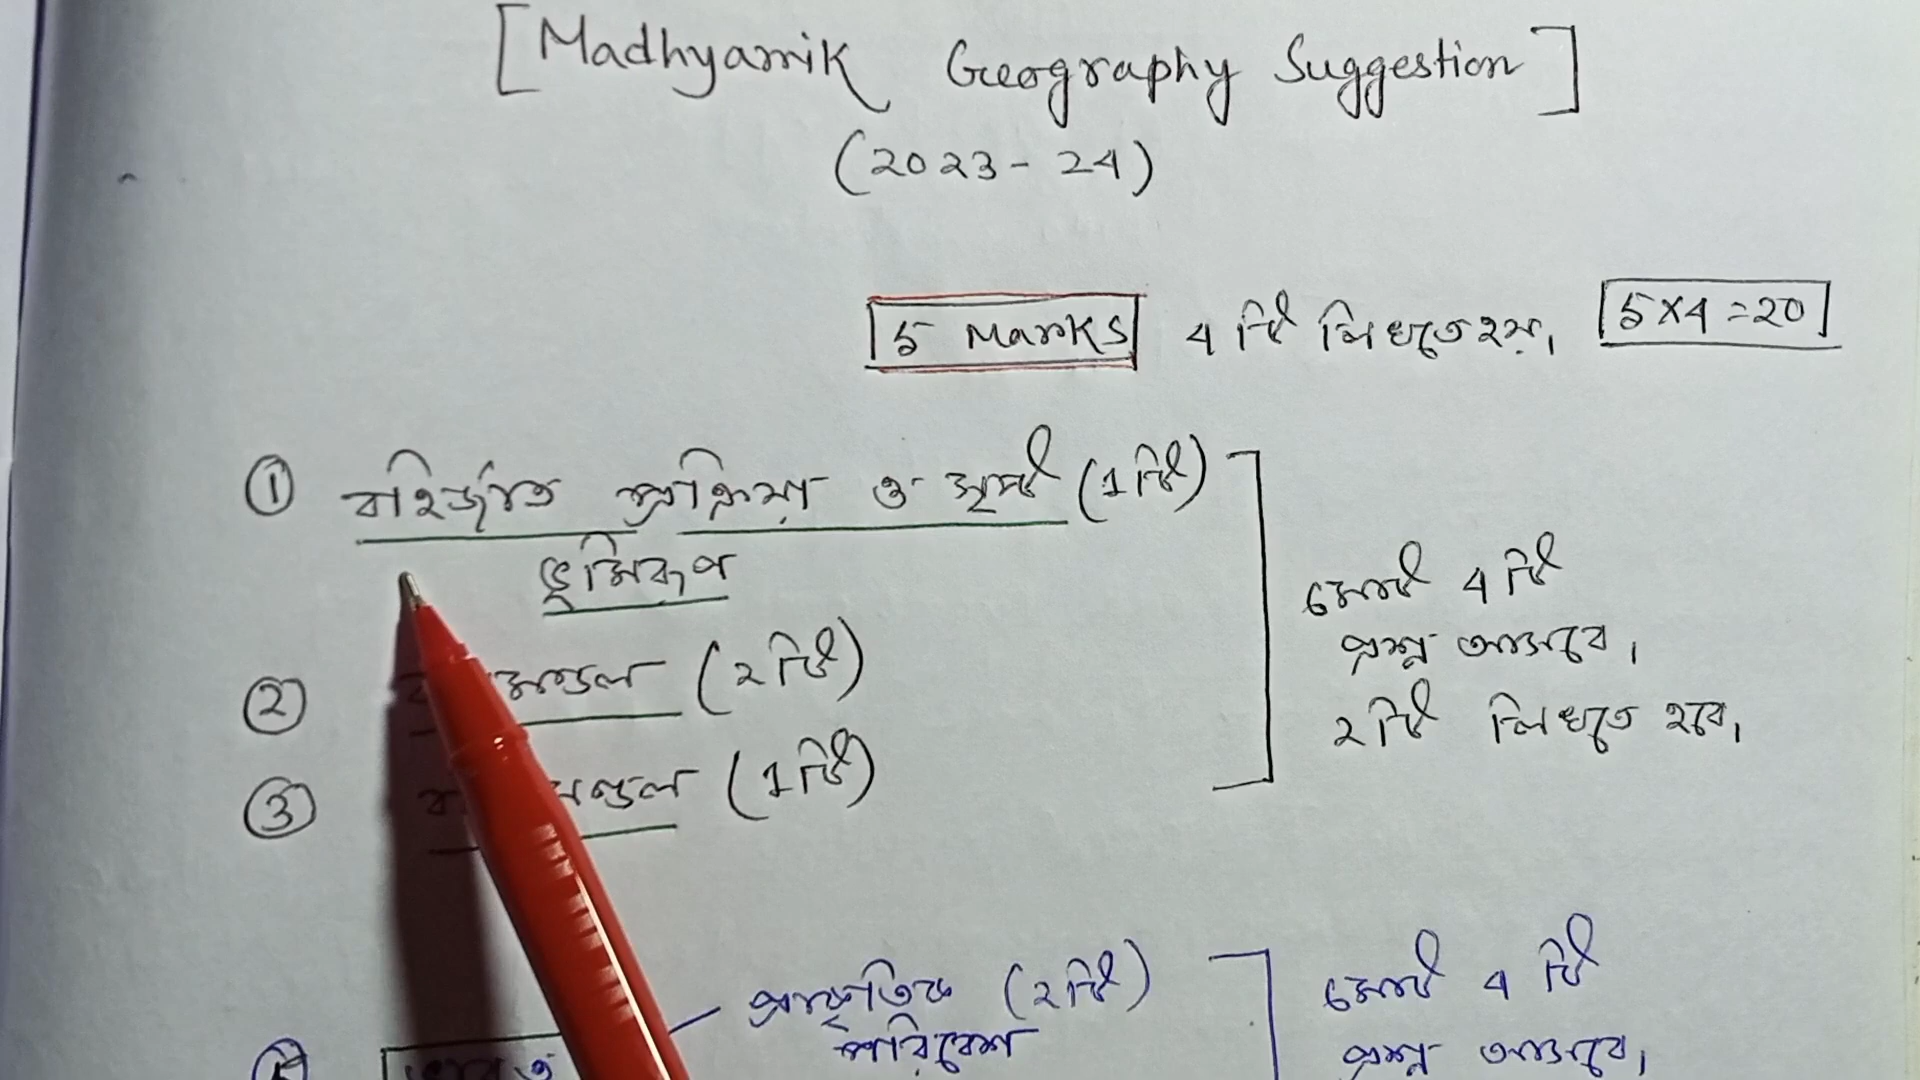 [Madhyamik Geography Suggestion]
(2023-24)
5 Marks 4 টি লিখতে হয়। 5×4=20
① বহির্জাত প্রক্রিয়া ও সৃষ্ট (1টি)
ভূমিরূপ
② (2টি)
③ (1টি)
মোট 4 টি
প্রশ্ন আসবে।
2টি লিখতে হবে।
প্রাকৃতিক (2টি)
পরিবেশ
মোট 4 টি
প্রশ্ন আসবে।